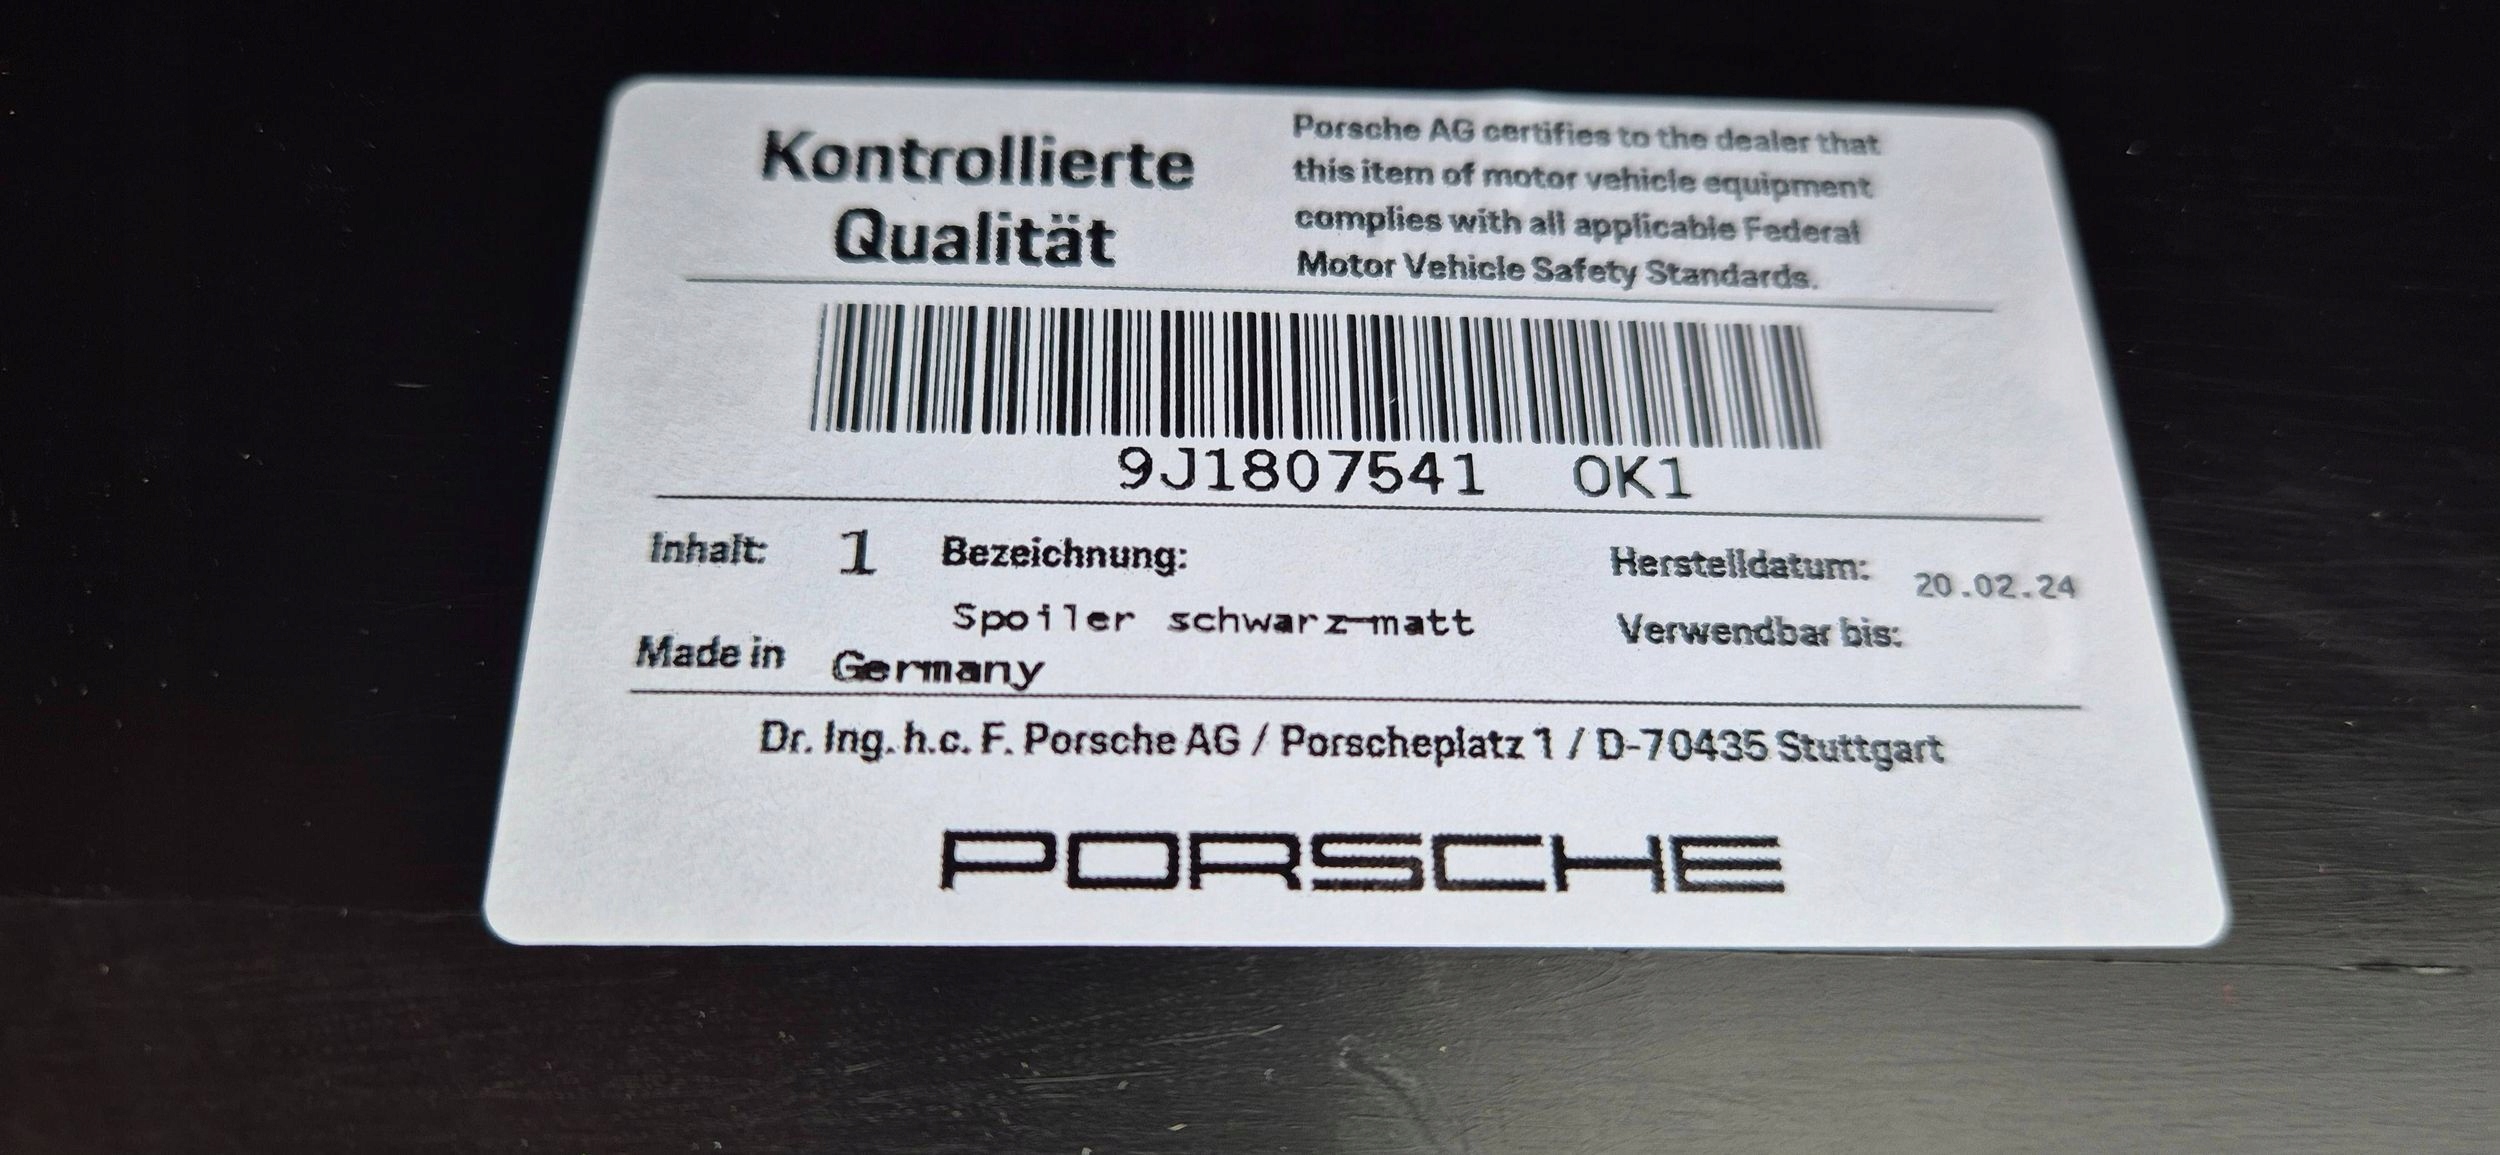 Kontrollierte
Qualität
Porsche AG certifies to the dealer that
this item of motor vehicle equipment
complies with all applicable Federal
Motor Vehicle Safety Standards.
9J1807541 OK1
Inhalt: 1 Bezeichnung:
Spoiler schwarz-matt
Herstelldatum: 20.02.24
Verwendbar bis:
Made in Germany
Dr. Ing. h.c. F. Porsche AG / Porscheplatz 1 / D-70435 Stuttgart
PORSCHE